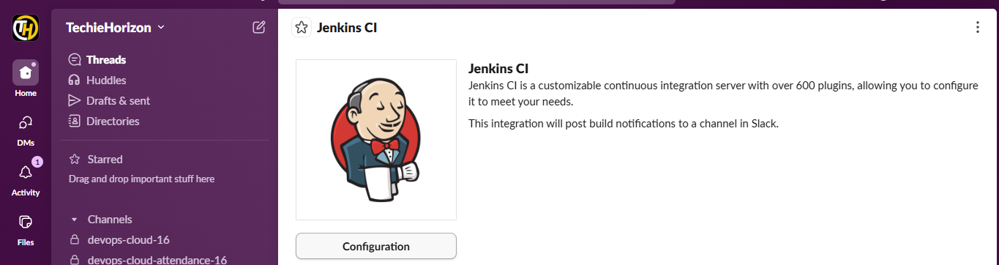 TechieHorizon
Jenkins CI
TH
Home
DMs
1
Activity
Files
Threads
Huddles
Drafts & sent
Directories
Starred
Drag and drop important stuff here
Channels
devops-cloud-16
devops-cloud-attendance-16
Jenkins CI
Jenkins CI is a customizable continuous integration server with over 600 plugins, allowing you to configure
it to meet your needs.
This integration will post build notifications to a channel in Slack.
Configuration